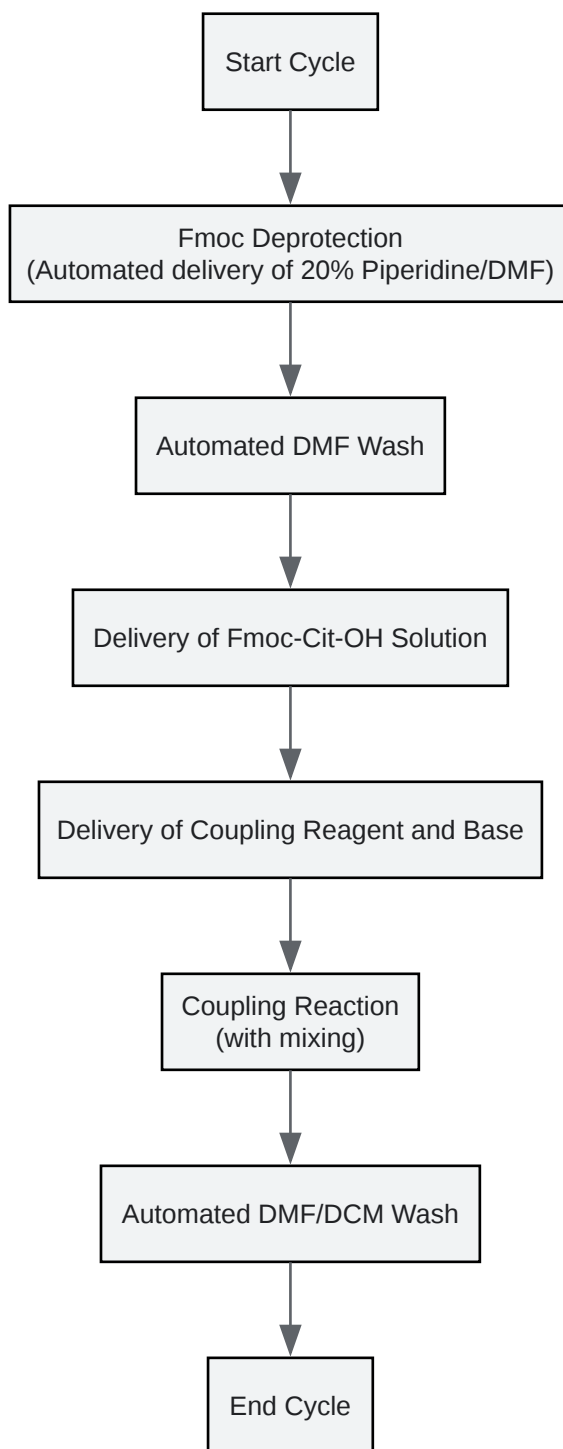 Start Cycle
Fmoc Deprotection
(Automated delivery of 20% Piperidine/DMF)
Automated DMF Wash
Delivery of Fmoc-Cit-OH Solution
Delivery of Coupling Reagent and Base
Coupling Reaction
(with mixing)
Automated DMF/DCM Wash
End Cycle